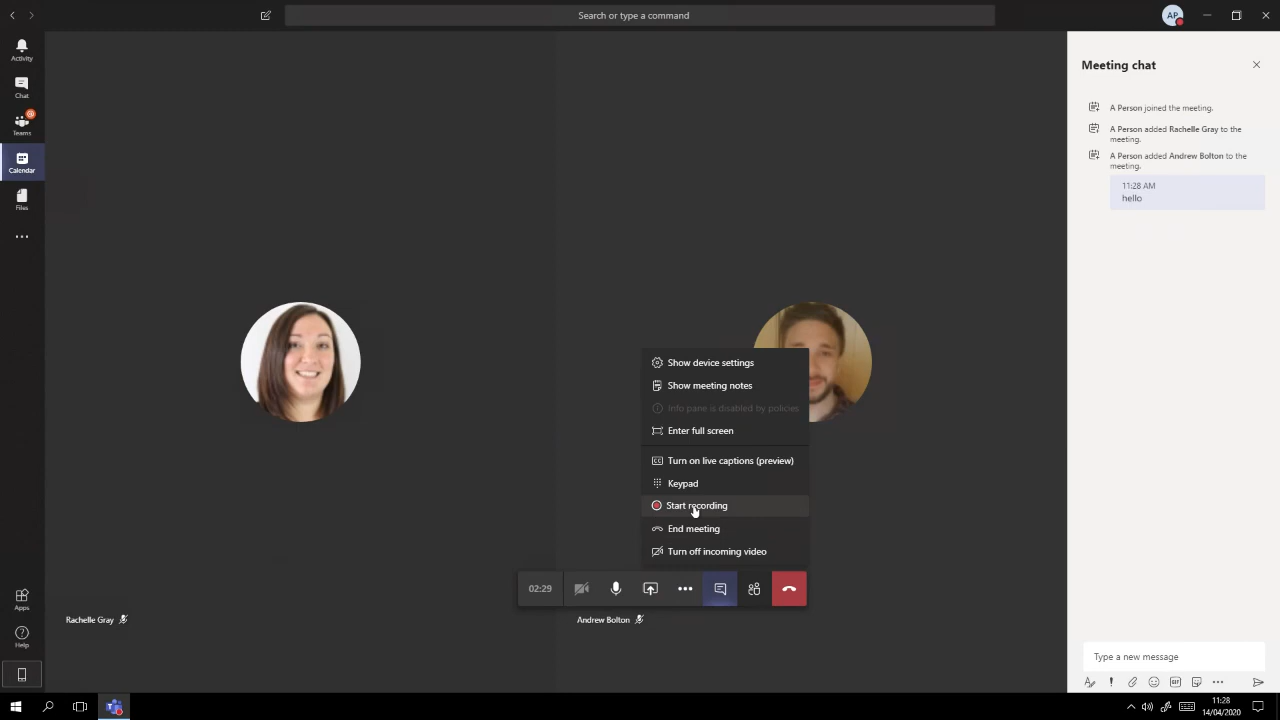 Search or type a command
AP
Activity
Chat
Teams
Calendar
Files
Apps
Help
Meeting chat
A Person joined the meeting.
A Person added Rachelle Gray to the
meeting.
A Person added Andrew Bolton to the
meeting.
11:28 AM
hello
Show device settings
Show meeting notes
Info pane is disabled by policies
Enter full screen
CC Turn on live captions (preview)
Keypad
Start recording
End meeting
Turn off incoming video
02:29
Rachelle Gray
Andrew Bolton
Type a new message
GIF
11:28
14/04/2020